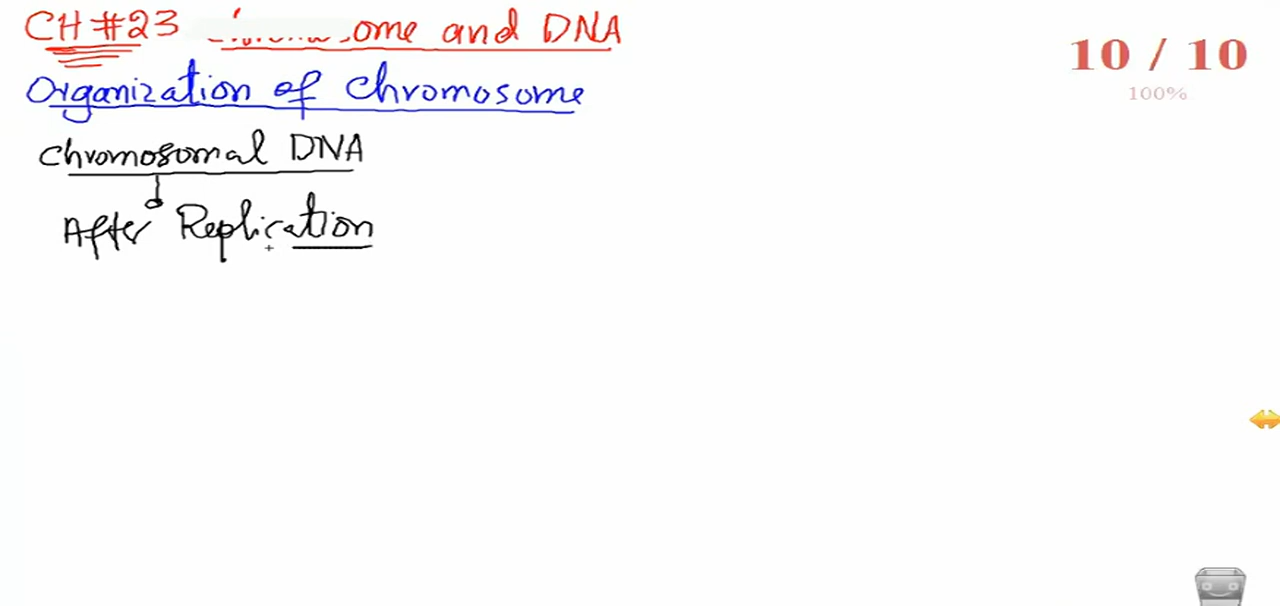 CH #23 ome and DNA
10 / 10
100%
Organization of Chromosome
Chromosomal DNA
After Replication